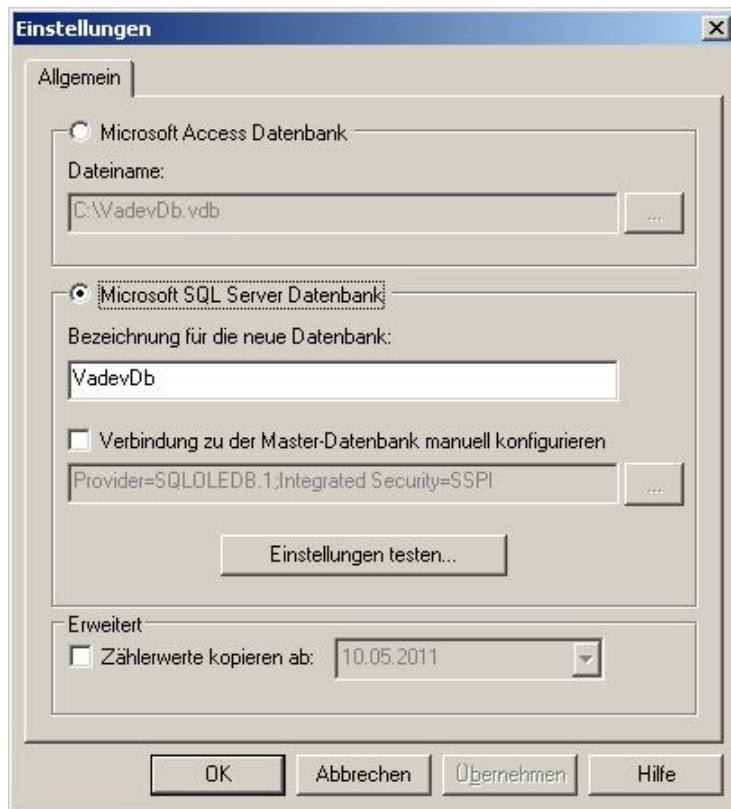 Einstellungen
Allgemein
Microsoft Access Datenbank
Dateiname:
C:\VadevDb.vdb
...
Microsoft SQL Server Datenbank
Bezeichnung für die neue Datenbank:
VadevDb
Verbindung zu der Master-Datenbank manuell konfigurieren
Provider=SQLOLEDB.1;Integrated Security=SSPI
...
Einstellungen testen...
Erweitert
Zählerwerte kopieren ab: 10.05.2011
OK Abbrechen Übernehmen Hilfe